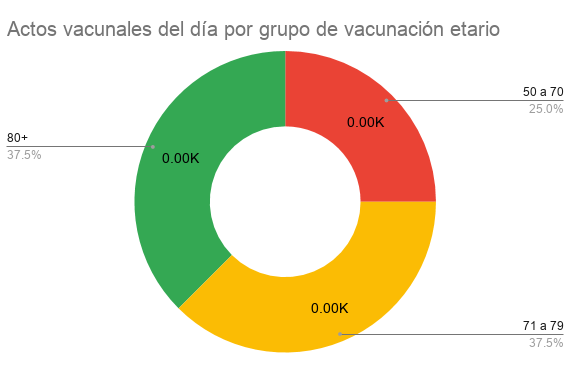 Actos vacunales del día por grupo de vacunación etario
50 a 70
25.0%
0.00K
80+
37.5%
0.00K
0.00K
71 a 79
37.5%